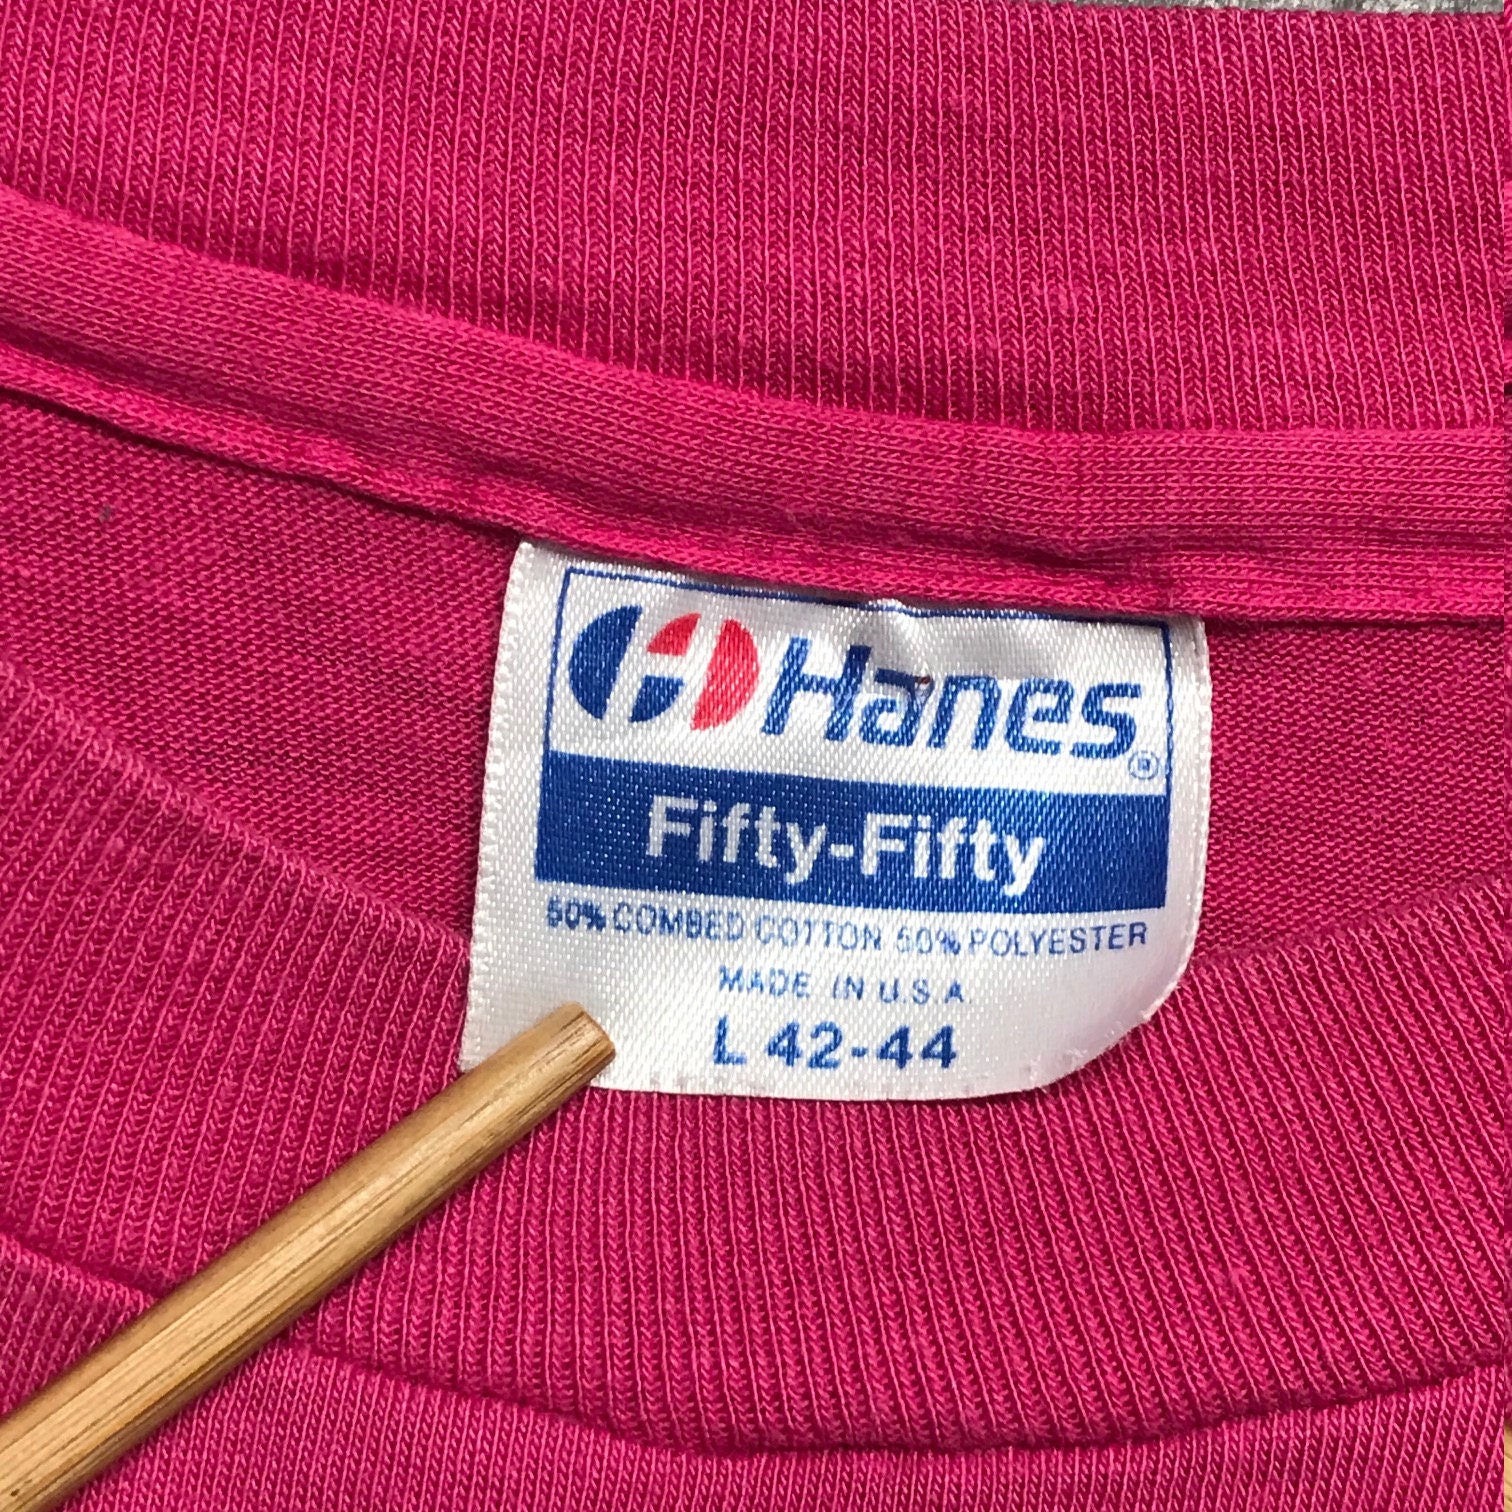 Hanes®
Fifty-Fifty
50% COMBED COTTON 50% POLYESTER
MADE IN U.S.A.
L 42-44